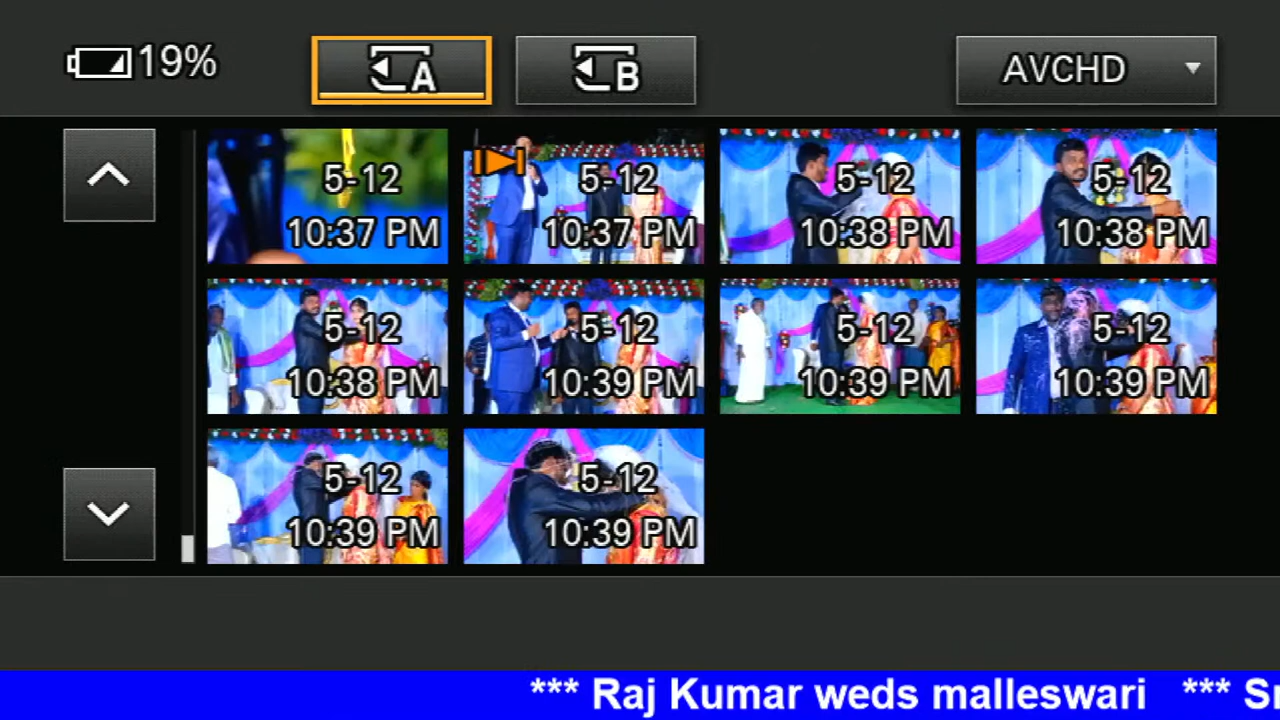 19%
A
B
AVCHD
5-12
10:37 PM
5-12
10:37 PM
5-12
10:38 PM
5-12
10:38 PM
5-12
10:38 PM
5-12
10:39 PM
5-12
10:39 PM
5-12
10:39 PM
5-12
10:39 PM
5-12
10:39 PM
*** Raj Kumar weds malleswari *** S